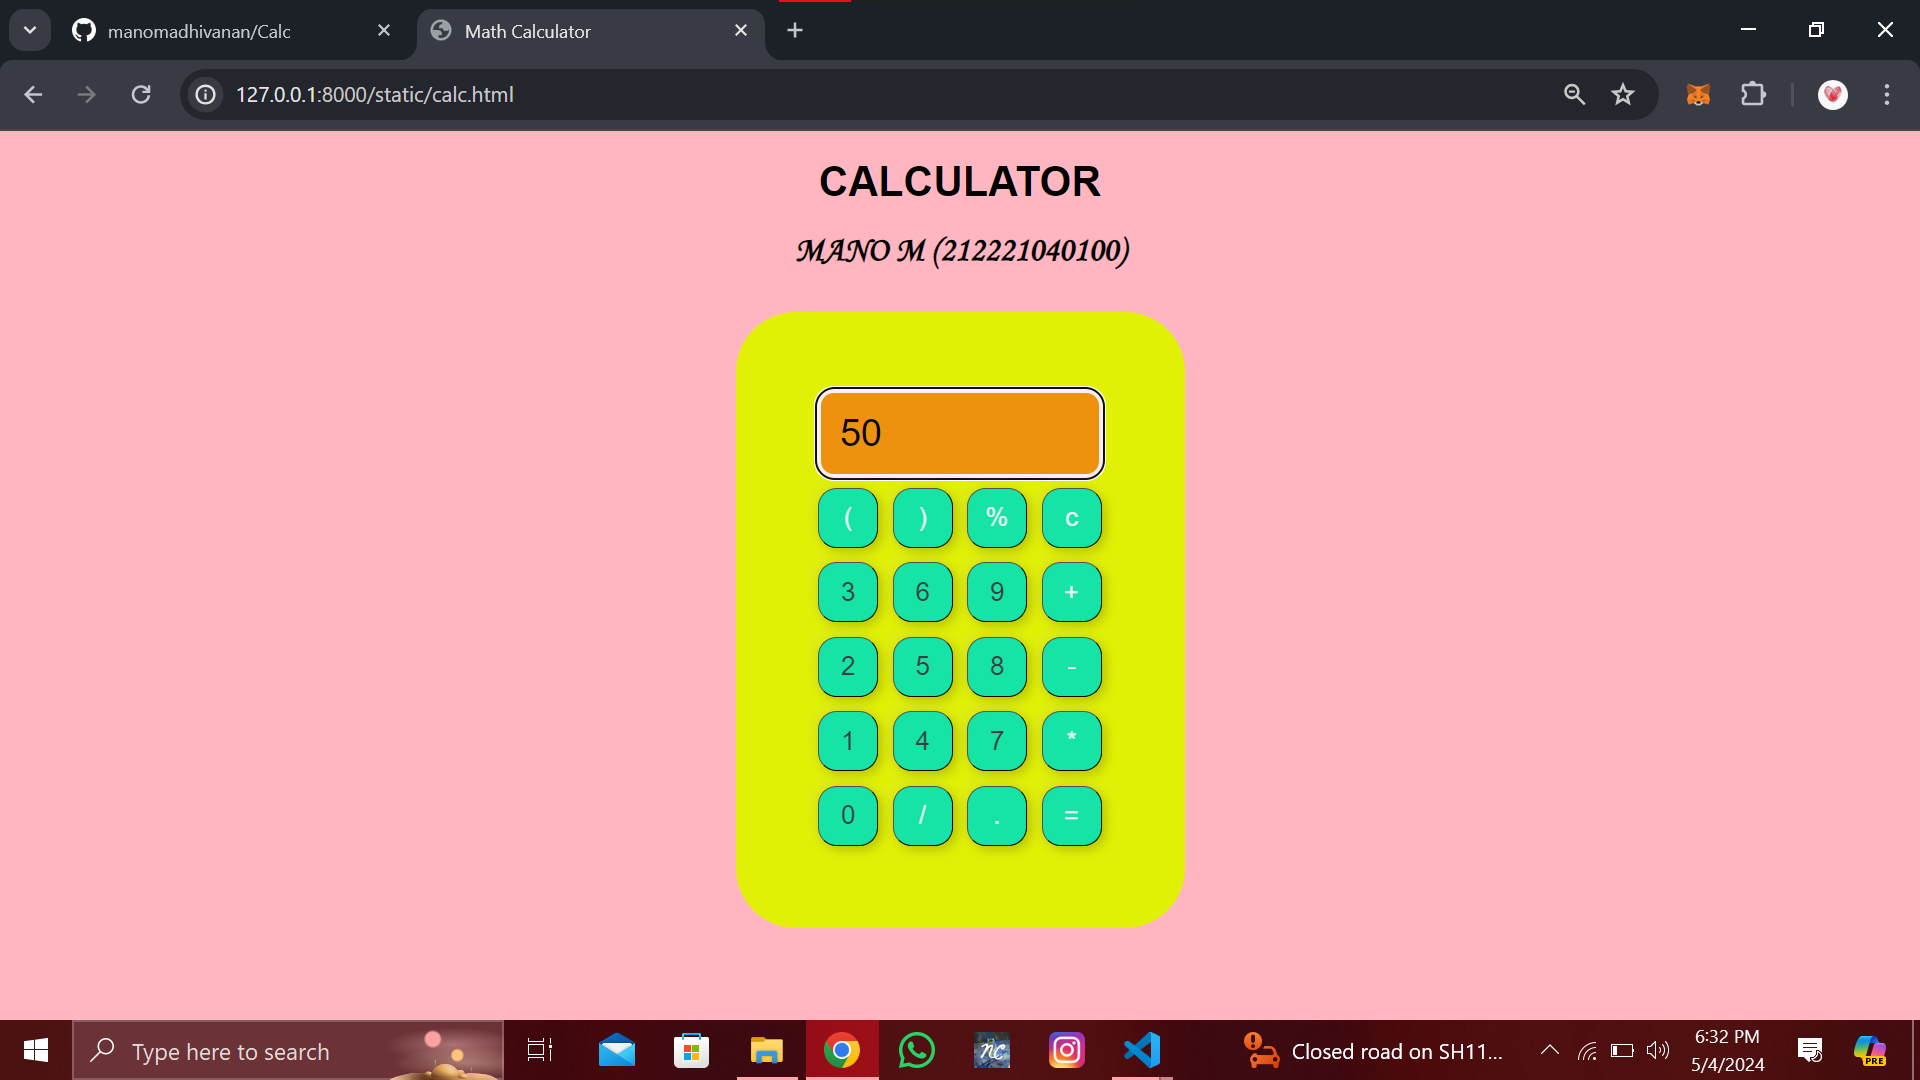 manomadhivanan/Calc
Math Calculator
127.0.0.1:8000/static/calc.html
CALCULATOR
MANO M (212221040100)
50
( ) % c
3 6 9 +
2 5 8 -
1 4 7 *
0 / . =
Type here to search
NC
Closed road on SH11...
6:32 PM
5/4/2024
PRE